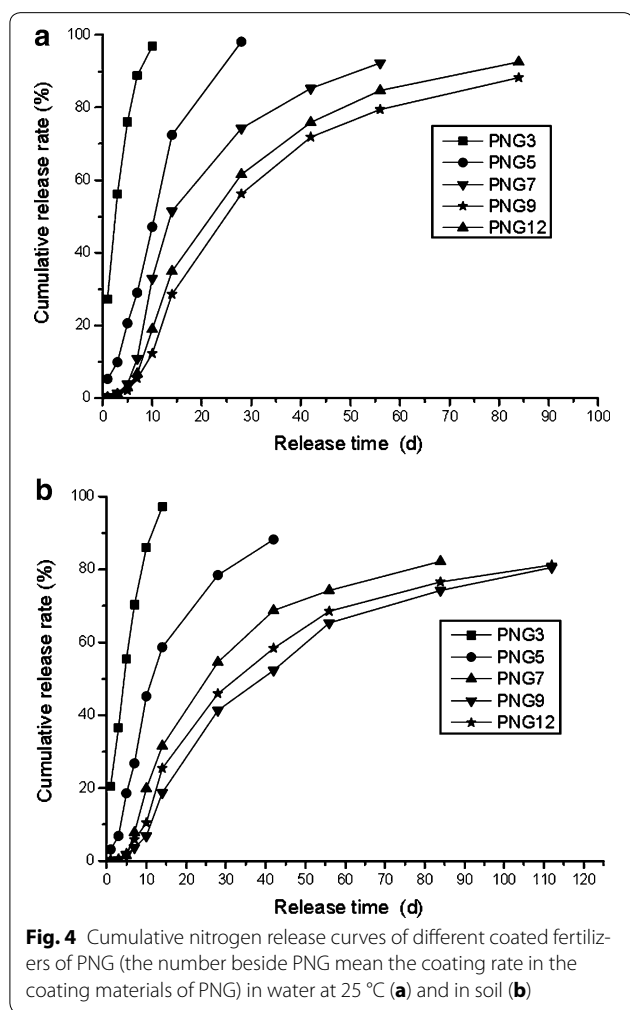 a
100
80
60
40
20
0
Cumulative release rate (%)
PNG3
PNG5
PNG7
PNG9
PNG12
0 10 20 30 40 50 60 70 80 90 100
Release time (d)
b
100
80
60
40
20
0
Cumulative release rate (%)
PNG3
PNG5
PNG7
PNG9
PNG12
0 10 20 30 40 50 60 70 80 90 100 110 120
Release time (d)
Fig. 4 Cumulative nitrogen release curves of different coated fertiliz-
ers of PNG (the number beside PNG mean the coating rate in the
coating materials of PNG) in water at 25 °C (a) and in soil (b)